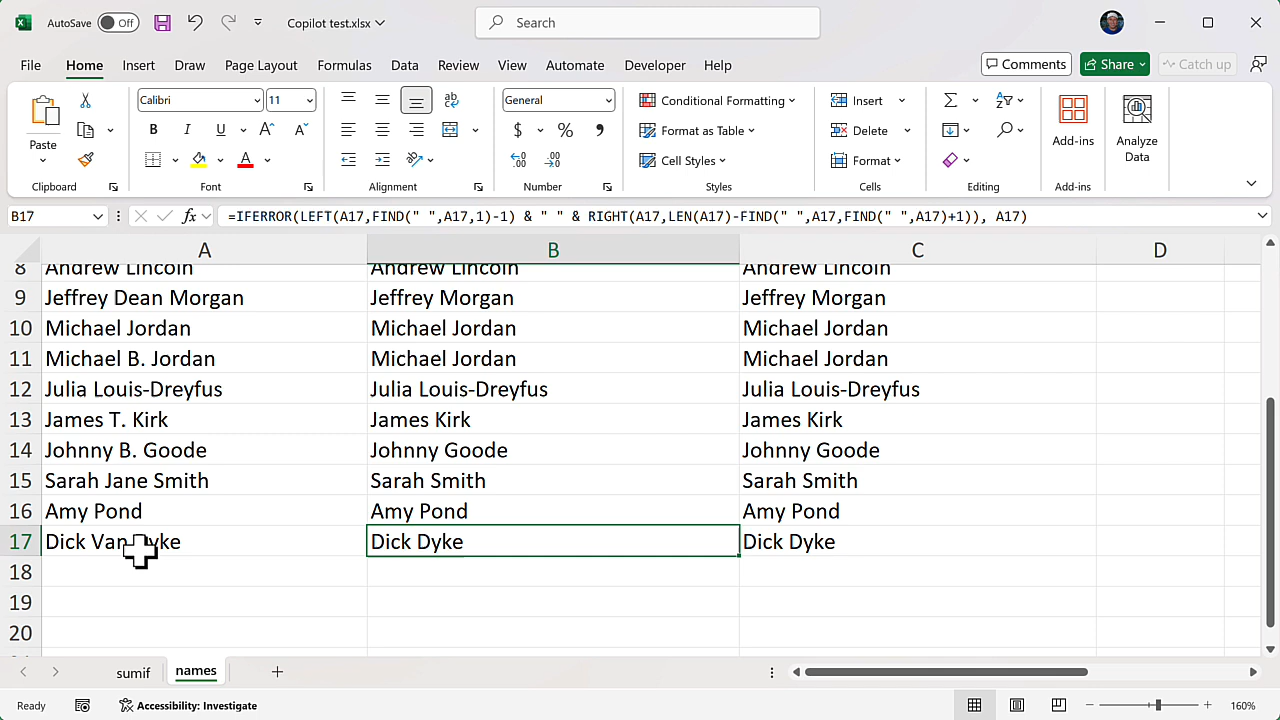 AutoSave Off Copilot test.xlsx Search
File Home Insert Draw Page Layout Formulas Data Review View Automate Developer Help Comments Share Catch up
Calibri 11 General Conditional Formatting Insert
Paste B I U A A $ % Format as Table Delete Add-ins Analyze Data
A Cell Styles Format
Clipboard Font Alignment Number Styles Cells Editing Add-ins
B17 fx =IFERROR(LEFT(A17,FIND(" ",A17,1)-1) & " " & RIGHT(A17,LEN(A17)-FIND(" ",A17,FIND(" ",A17)+1)), A17)
A B C D
8 Andrew Lincoln Andrew Lincoln Andrew Lincoln
9 Jeffrey Dean Morgan Jeffrey Morgan Jeffrey Morgan
10 Michael Jordan Michael Jordan Michael Jordan
11 Michael B. Jordan Michael Jordan Michael Jordan
12 Julia Louis-Dreyfus Julia Louis-Dreyfus Julia Louis-Dreyfus
13 James T. Kirk James Kirk James Kirk
14 Johnny B. Goode Johnny Goode Johnny Goode
15 Sarah Jane Smith Sarah Smith Sarah Smith
16 Amy Pond Amy Pond Amy Pond
17 Dick Van Dyke Dick Dyke Dick Dyke
18
19
20
sumif names
Ready Accessibility: Investigate 160%